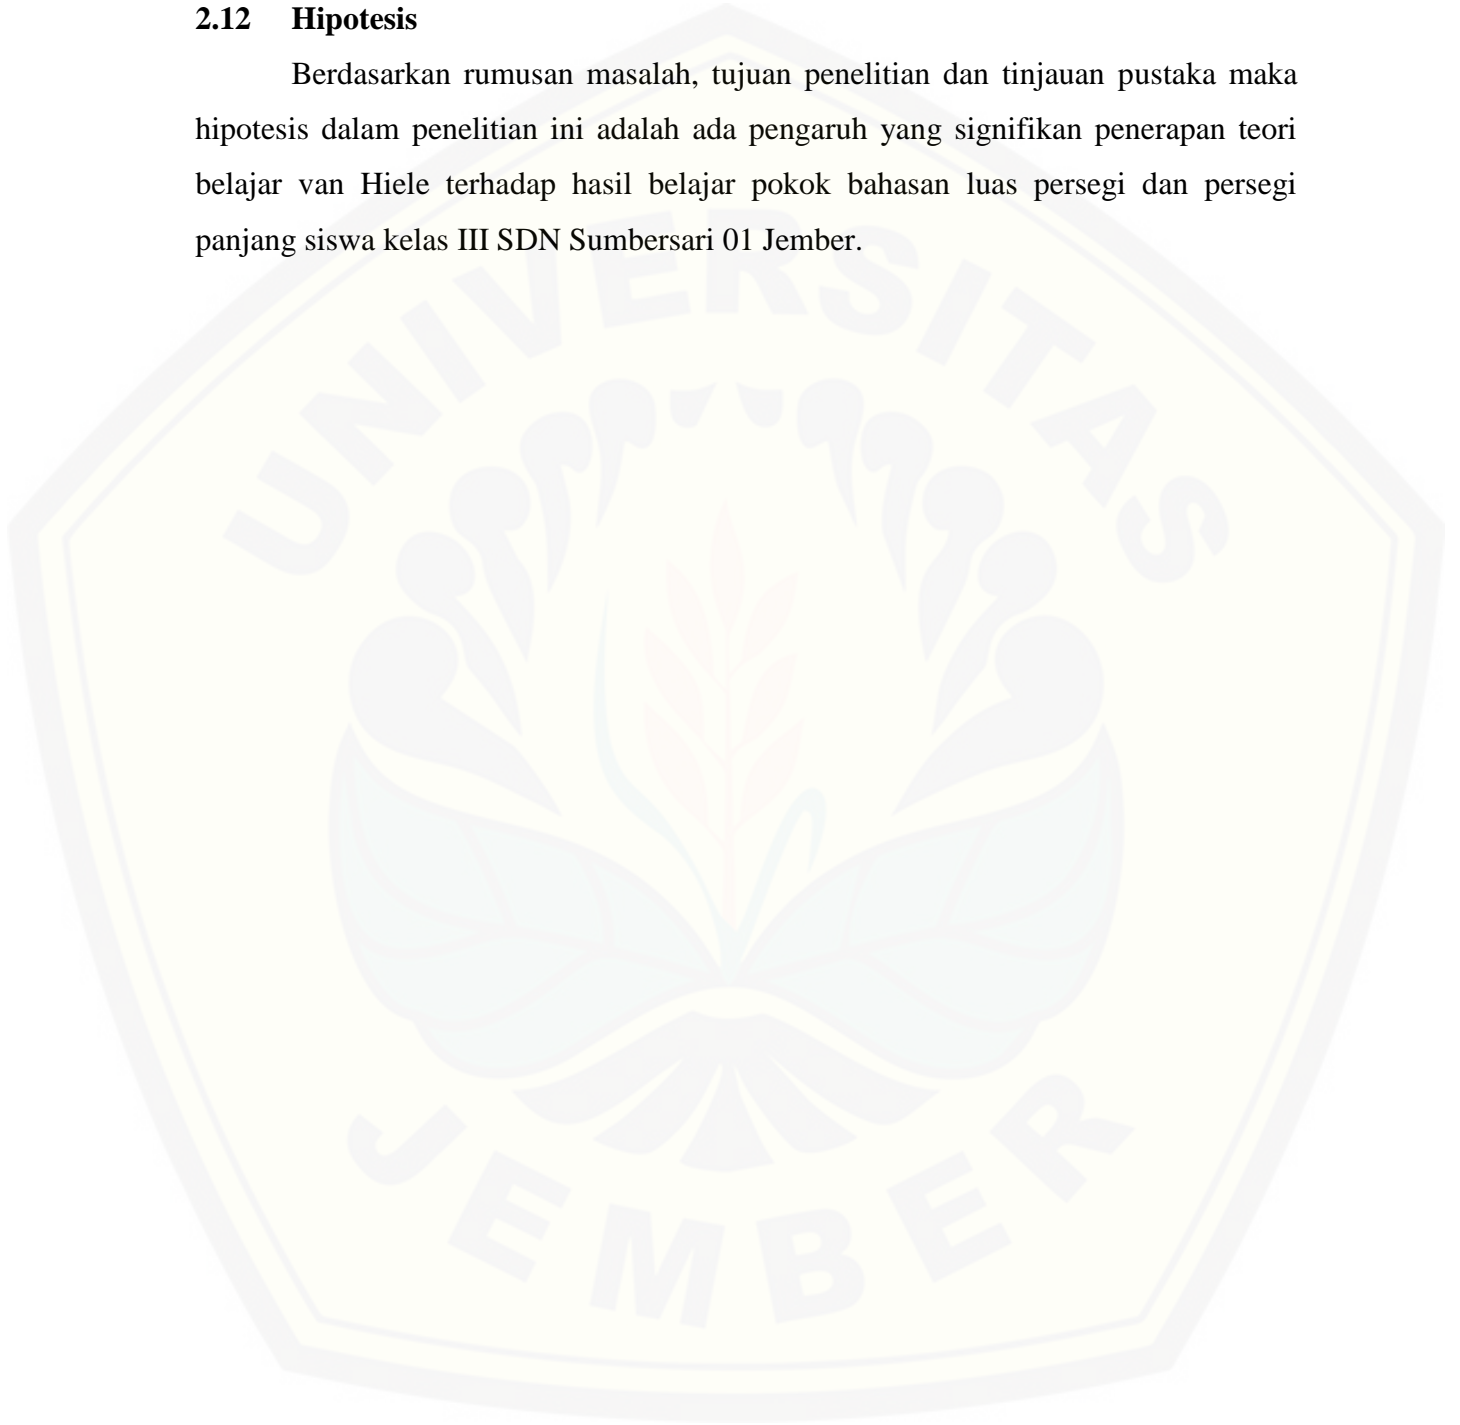 2.12 Hipotesis
Berdasarkan rumusan masalah, tujuan penelitian dan tinjauan pustaka maka
hipotesis dalam penelitian ini adalah ada pengaruh yang signifikan penerapan teori
belajar van Hiele terhadap hasil belajar pokok bahasan luas persegi dan persegi
panjang siswa kelas III SDN Sumbersari 01 Jember.
UNIVERSITAS
JEMBER